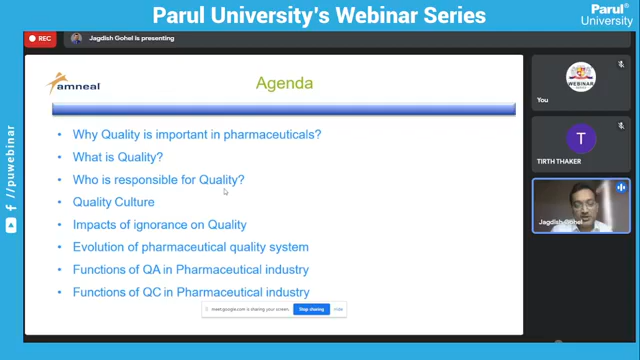 Parul University's Webinar Series
Parul®
University
REC
Jagdish Gohel is presenting
amneal
Agenda
• Why Quality is important in pharmaceuticals?
• What is Quality?
• Who is responsible for Quality?
• Quality Culture
• Impacts of ignorance on Quality
• Evolution of pharmaceutical quality system
• Functions of QA in Pharmaceutical industry
• Functions of QC in Pharmaceutical industry
meet.google.com is sharing your screen.
Stop sharing
Hide
WEBINAR
You
T
TIRTH THAKER
Jagdish Gohel
//puwebinar